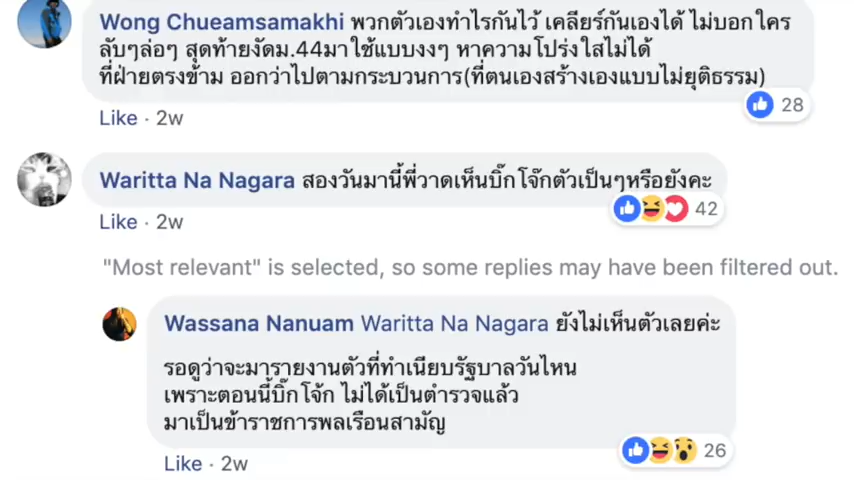 Wong Chueamsamakhi พวกตัวเองทำไรกันไว้ เคลียร์กันเองได้ ไม่บอกใคร
ลับๆล่อๆ สุดท้ายงัดม.44มาใช้แบบงงๆ หาความโปร่งใสไม่ได้
ที่ฝ่ายตรงข้าม ออกว่าไปตามกระบวนการ(ที่ตนเองสร้างเองแบบไม่ยุติธรรม)
28
Like · 2w
Waritta Na Nagara สองวันมานี้พี่วาดเห็นบิ๊กโจ๊กตัวเป็นๆหรือยังคะ
42
Like · 2w
"Most relevant" is selected, so some replies may have been filtered out.
Wassana Nanuam Waritta Na Nagara ยังไม่เห็นตัวเลยค่ะ
รอดูว่าจะมารายงานตัวที่ทำเนียบรัฐบาลวันไหน
เพราะตอนนี้บิ๊กโจ้ก ไม่ได้เป็นตำรวจแล้ว
มาเป็นข้าราชการพลเรือนสามัญ
26
Like · 2w